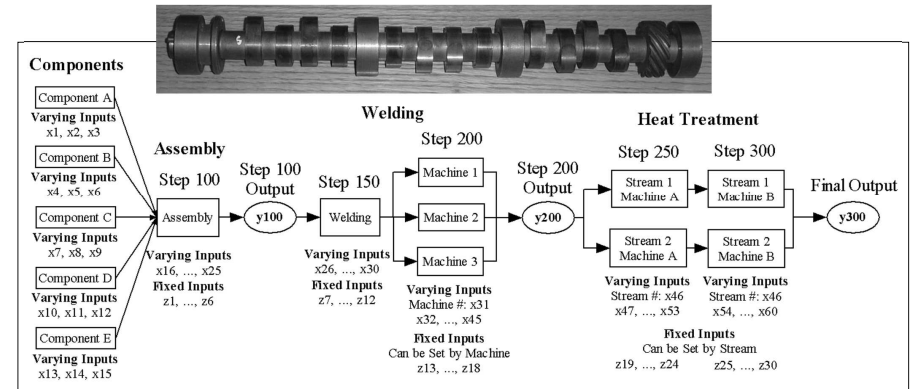 Components
Component A
Varying Inputs
x1, x2, x3
Component B
Varying Inputs
x4, x5, x6
Component C
Varying Inputs
x7, x8, x9
Component D
Varying Inputs
x10, x11, x12
Component E
Varying Inputs
x13, x14, x15
Assembly
Step 100
Assembly
Varying Inputs
x16, ..., x25
Fixed Inputs
z1, ..., z6
Step 100
Output
y100
Welding
Step 150
Welding
Varying Inputs
x26, ..., x30
Fixed Inputs
z7, ..., z12
Step 200
Machine 1
Machine 2
Machine 3
Varying Inputs
Machine #: x31
x32, ..., x45
Fixed Inputs
Can be Set by Machine
z13, ..., z18
Step 200
Output
y200
Heat Treatment
Step 250
Stream 1
Machine A
Stream 2
Machine A
Varying Inputs
Stream #: x46
x47, ..., x53
Step 300
Stream 1
Machine B
Stream 2
Machine B
Varying Inputs
Stream #: x46
x54, ..., x60
Fixed Inputs
Can be Set by Stream
z19, ..., z24
z25, ..., z30
Final Output
y300